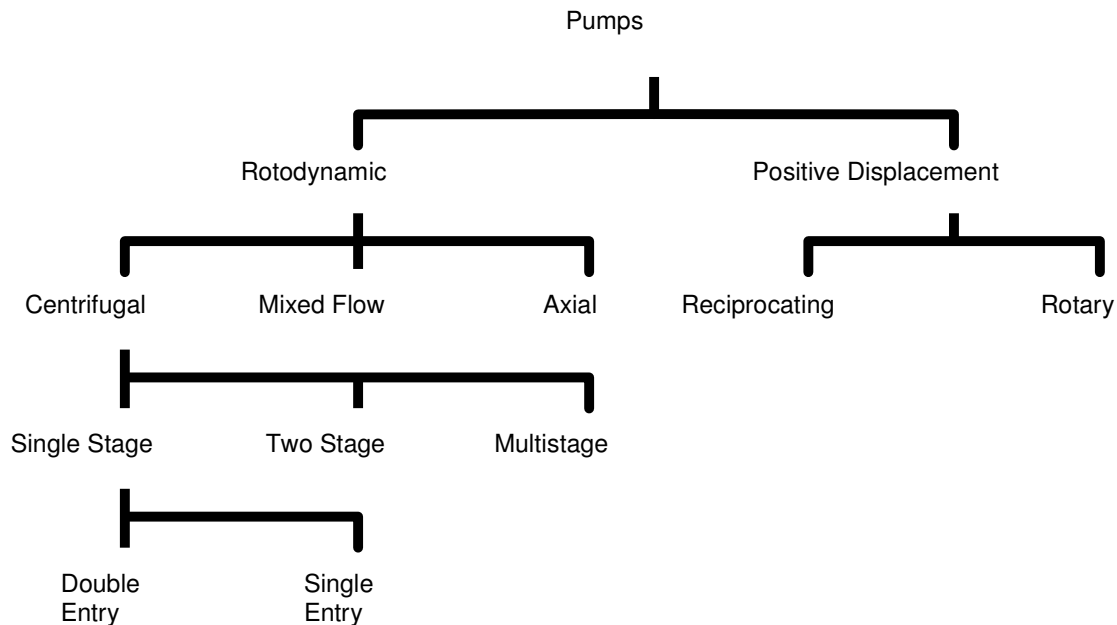 Pumps
Rotodynamic
Positive Displacement
Centrifugal
Mixed Flow
Axial
Reciprocating
Rotary
Single Stage
Two Stage
Multistage
Double
Entry
Single
Entry